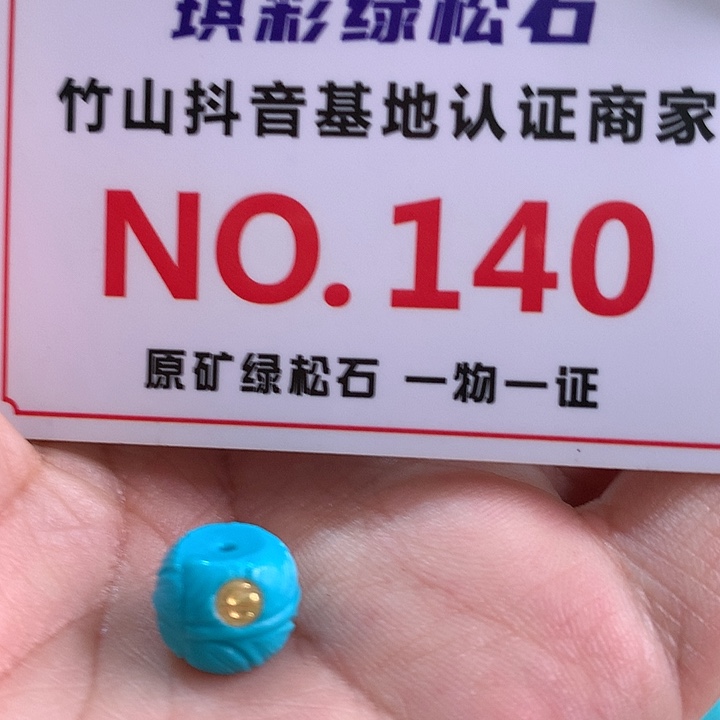 琪彩绿松石
竹山抖音基地认证商家
NO.140
原矿绿松石 一物一证